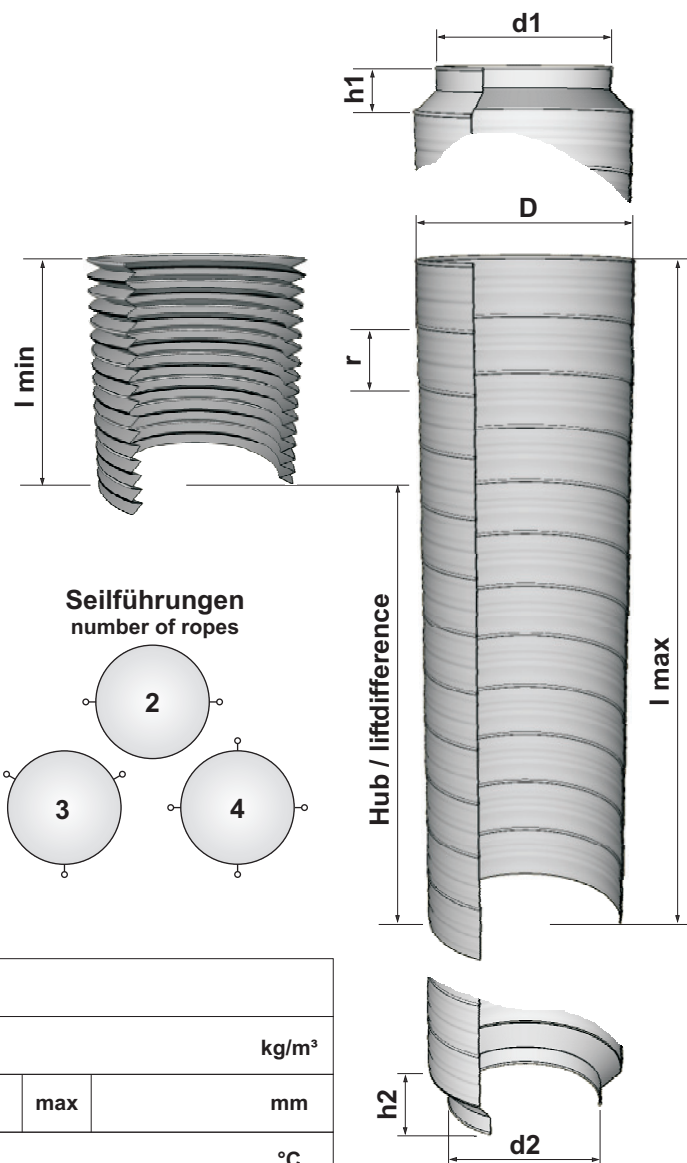 d1
h1
D
l min
r
Seilführungen
number of ropes
2
3
4
Hub / liftdifference
l max
kg/m³
max mm
°C
h2
d2